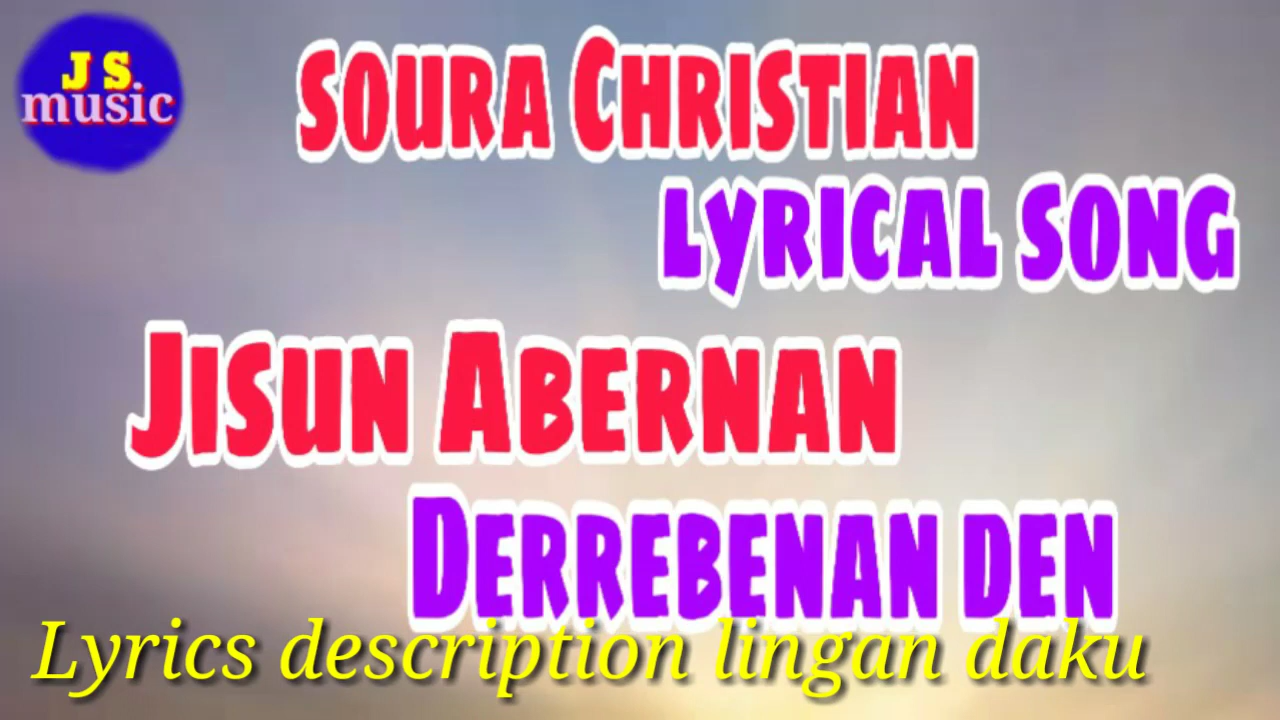 J S.
music
SOURA CHRISTIAN
LYRICAL SONG
JISUN ABERNAN
DERREBENAN DEN
Lyrics description lingan daku